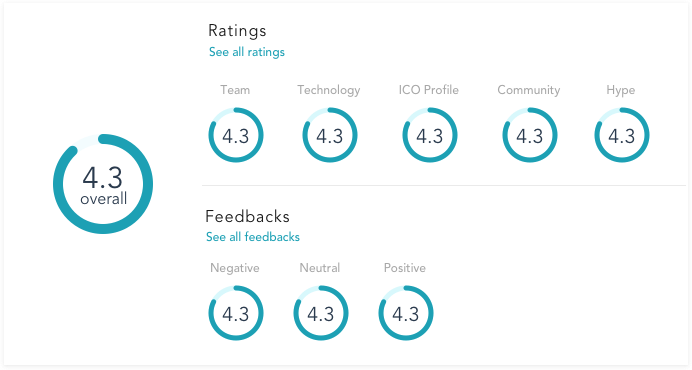 4.3
overall
Ratings
See all ratings
Team Technology ICO Profile Community Hype
4.3 4.3 4.3 4.3 4.3
Feedbacks
See all feedbacks
Negative Neutral Positive
4.3 4.3 4.3